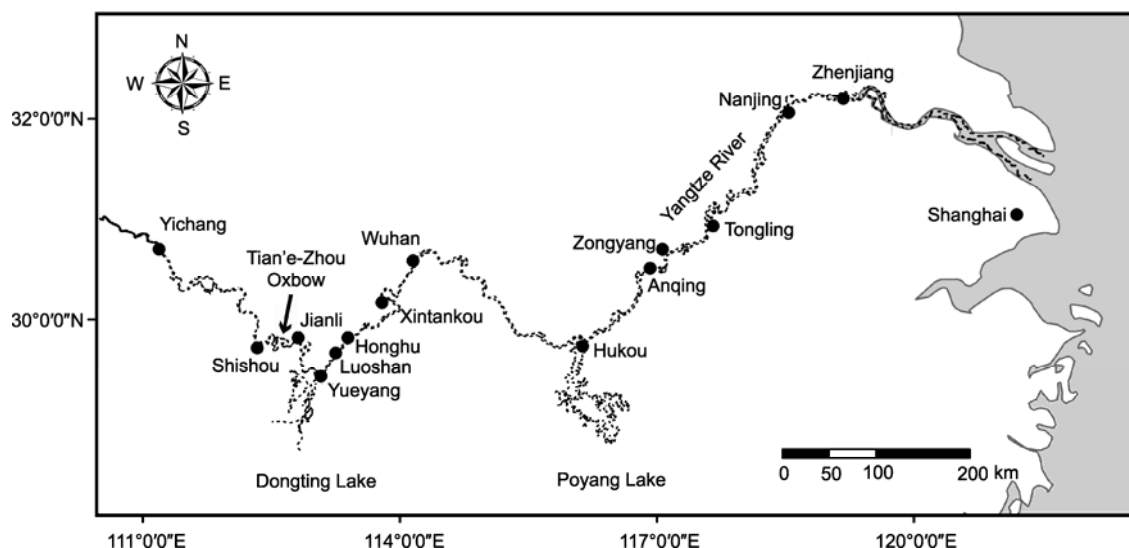 N
W E
S
Zhenjiang
Nanjing
32°0′0″N
Yangtze River
Shanghai
Yichang
Tongling
Wuhan
Zongyang
Tian'e-Zhou
Oxbow
Anqing
Jianli
Xintankou
30°0′0″N
Honghu
Hukou
Shishou
Luoshan
Yueyang
0 50 100 200 km
Dongting Lake
Poyang Lake
111°0′0″E 114°0′0″E 117°0′0″E 120°0′0″E